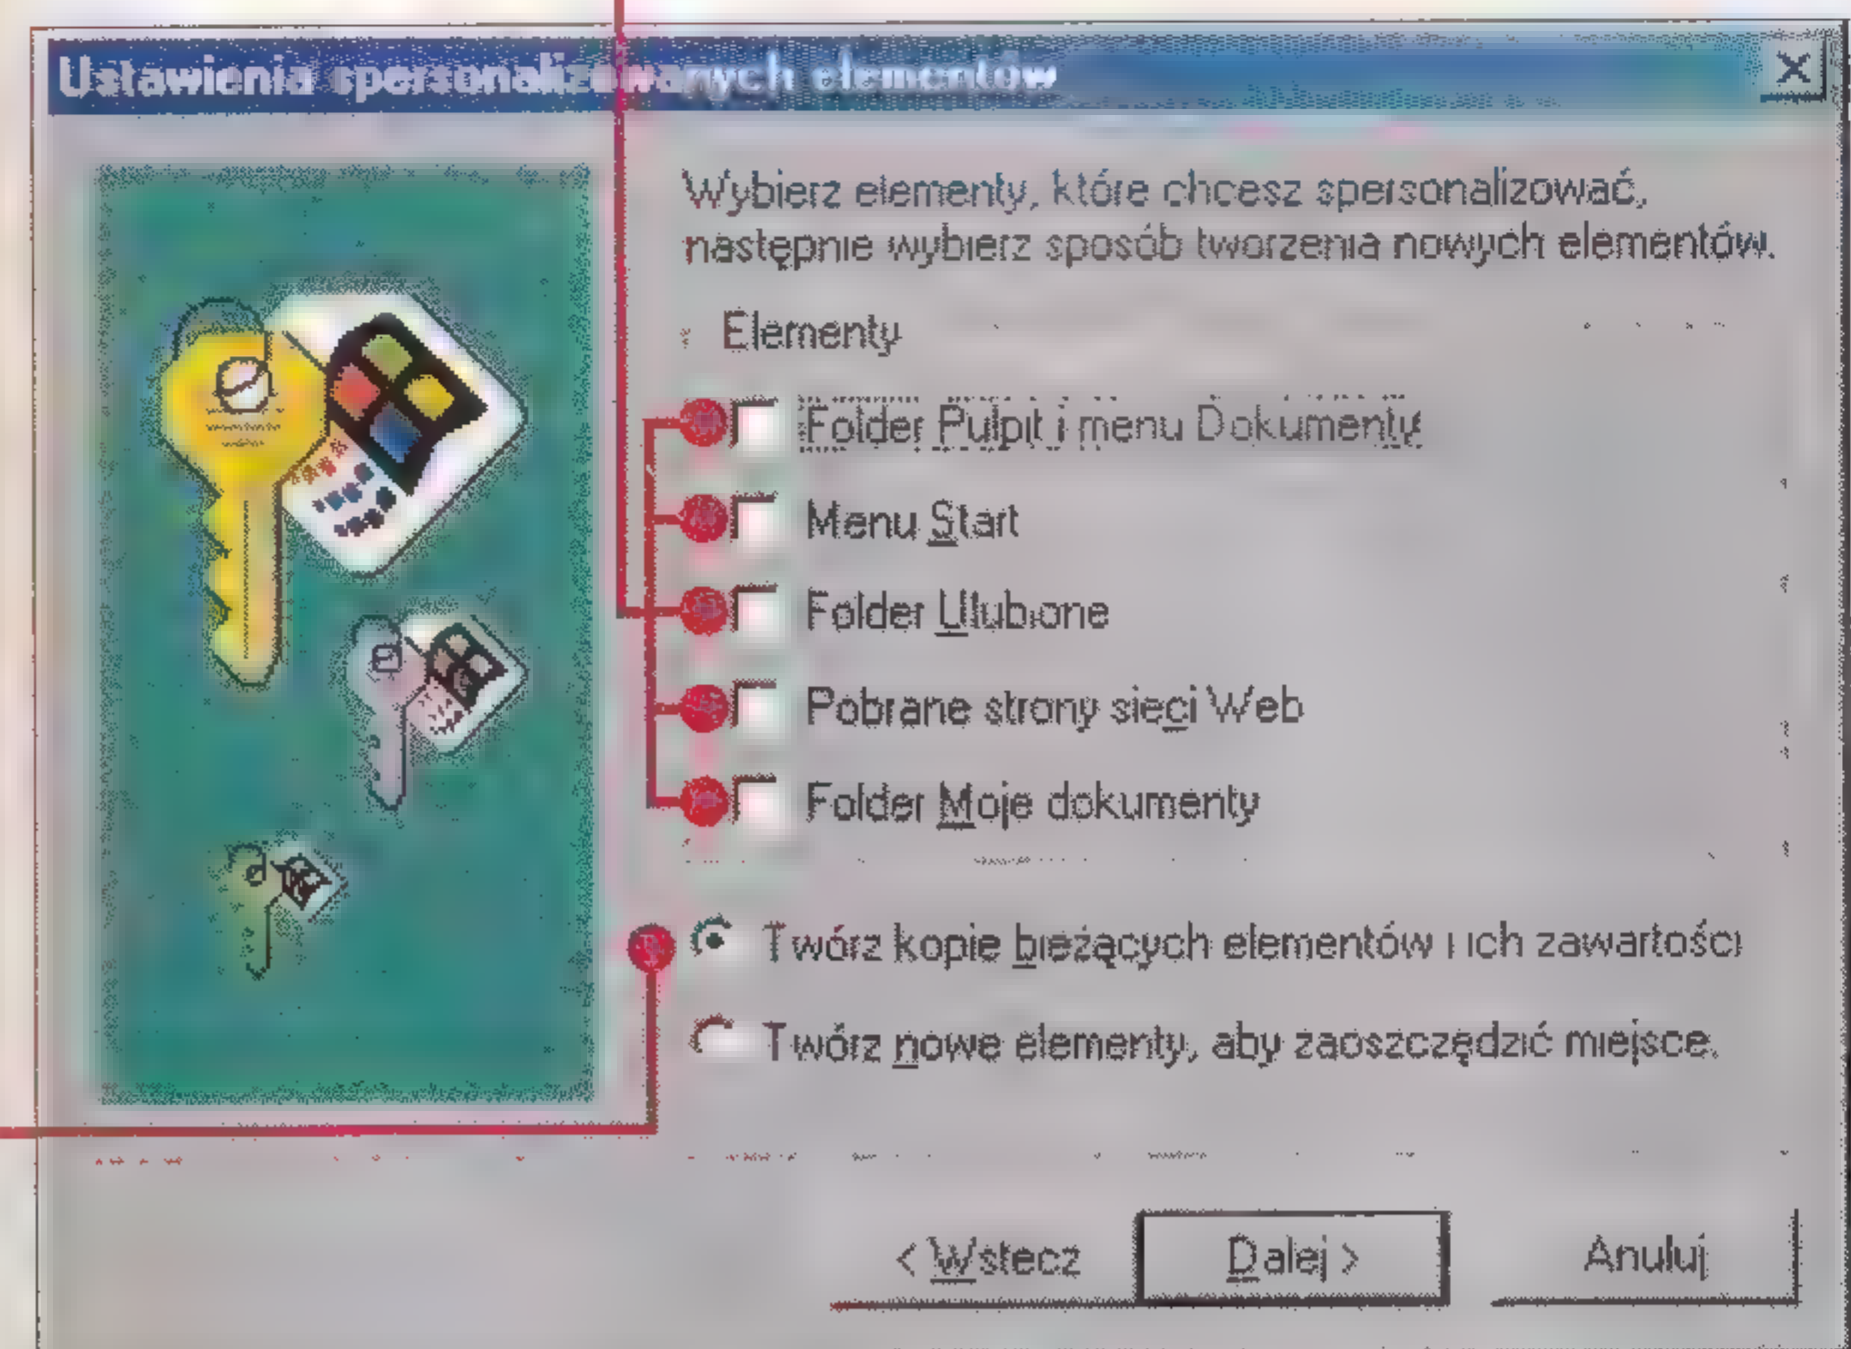 Ustawienia spersonalizowanych elementów
Wybierz elementy, które chcesz spersonalizować,
następnie wybierz sposób tworzenia nowych elementów.
Elementy
Folder Pulpit i menu Dokumenty
Menu Start
Folder Ulubione
Pobrane strony sieci Web
Folder Moje dokumenty
Twórz kopie bieżących elementów i ich zawartości
Twórz nowe elementy, aby zaoszczędzić miejsce.
< Wstecz
Dalej >
Anuluj